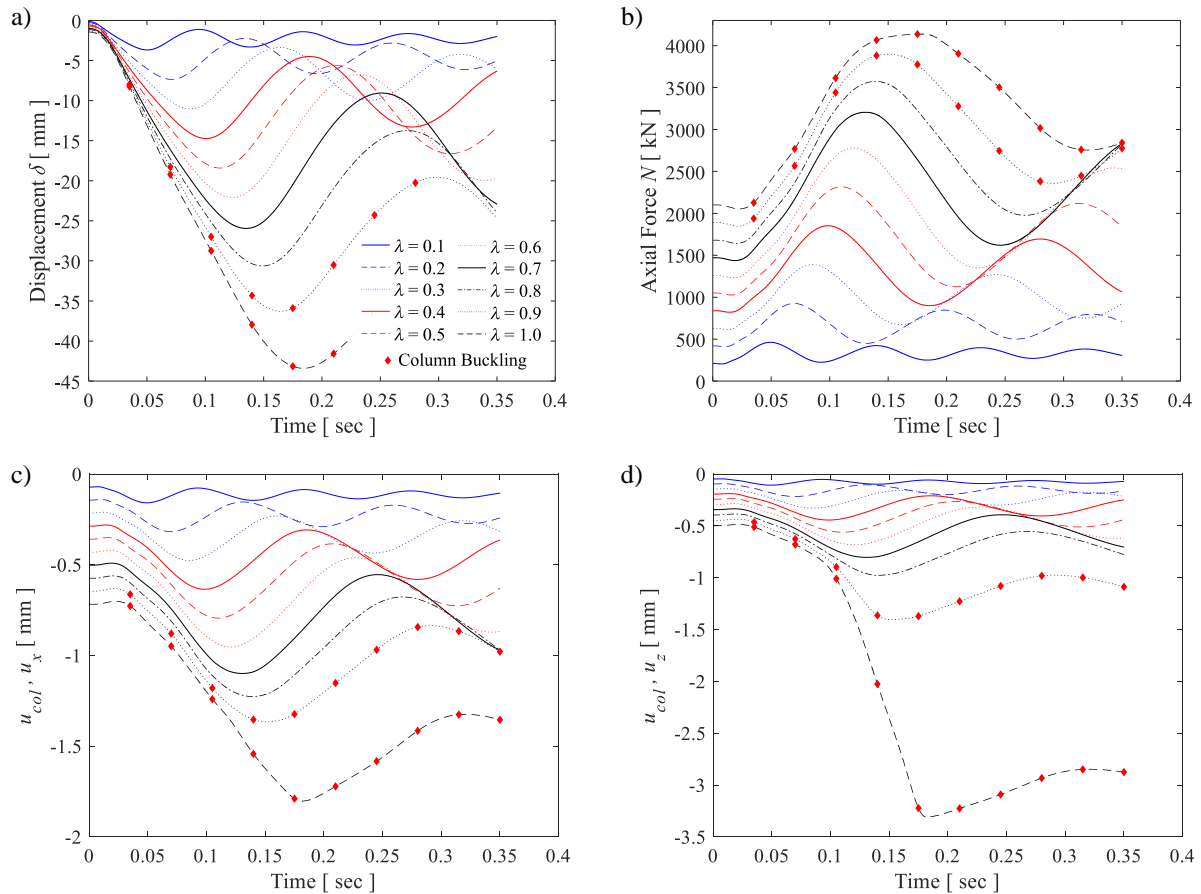 a)
0
-5
-10
-15
-20
-25
-30
-35
-40
-45
Displacement δ [ mm ]
λ = 0.1
λ = 0.2
λ = 0.3
λ = 0.4
λ = 0.5
λ = 0.6
λ = 0.7
λ = 0.8
λ = 0.9
λ = 1.0
Column Buckling
0 0.05 0.1 0.15 0.2 0.25 0.3 0.35 0.4
Time [ sec ]
b)
4000
3500
3000
2500
2000
1500
1000
500
0
Axial Force N [ kN ]
0 0.05 0.1 0.15 0.2 0.25 0.3 0.35 0.4
Time [ sec ]
c)
0
-0.5
-1
-1.5
-2
u_col , u_x [ mm ]
0 0.05 0.1 0.15 0.2 0.25 0.3 0.35 0.4
Time [ sec ]
d)
0
-0.5
-1
-1.5
-2
-2.5
-3
-3.5
u_col , u_z [ mm ]
0 0.05 0.1 0.15 0.2 0.25 0.3 0.35 0.4
Time [ sec ]